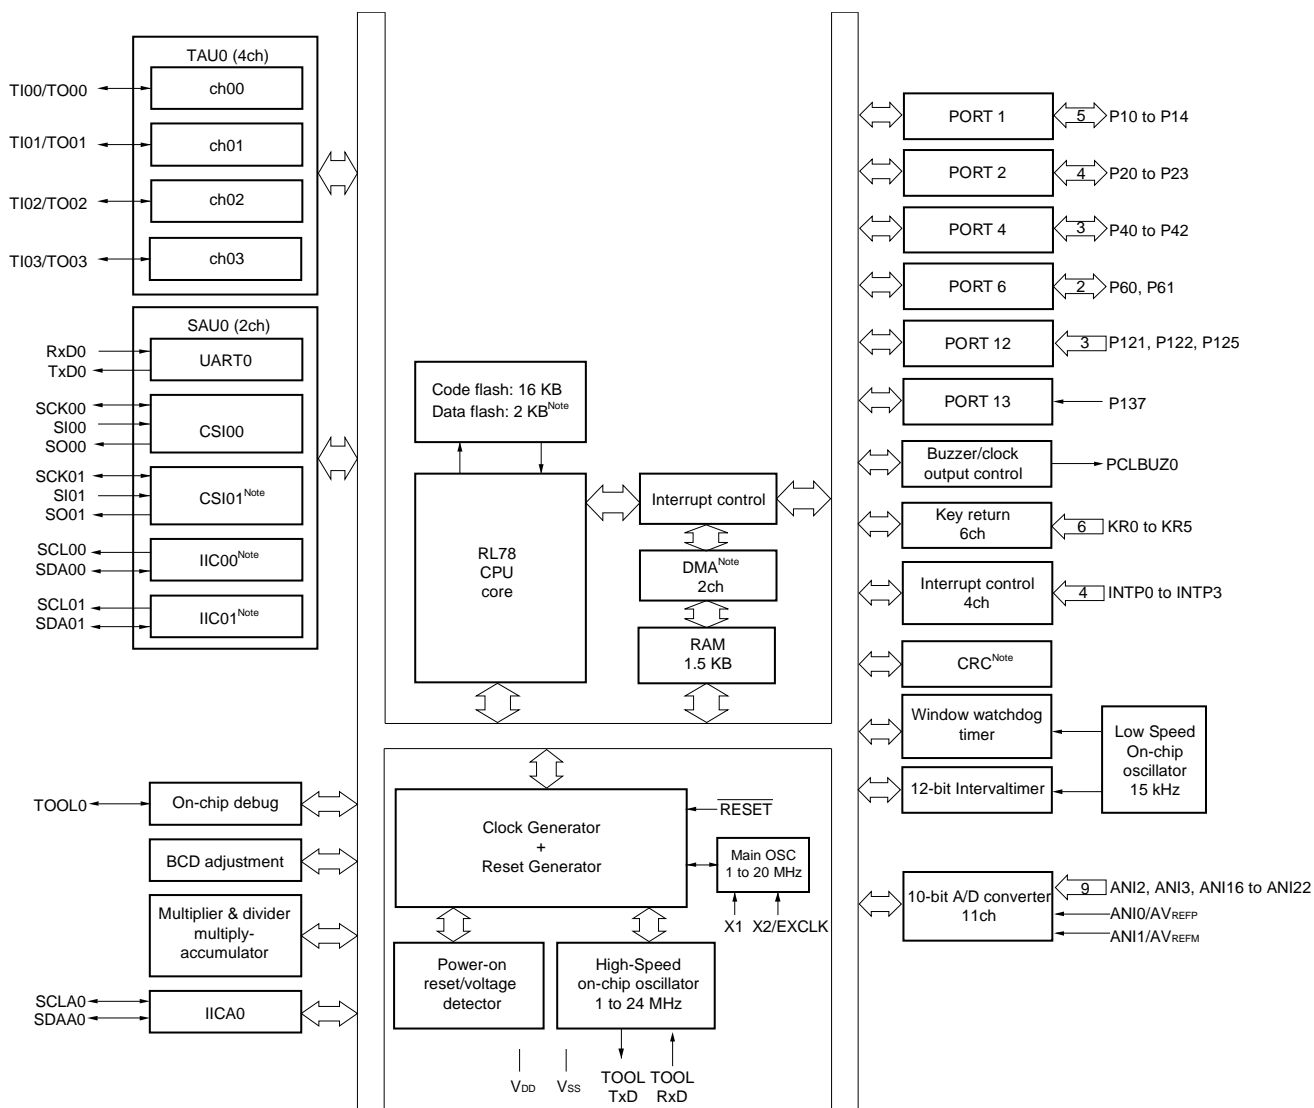 TAU0 (4ch)
TI00/TO00
ch00
TI01/TO01
ch01
TI02/TO02
ch02
TI03/TO03
ch03
SAU0 (2ch)
RxD0
TxD0
UART0
SCK00
SI00
SO00
CSI00
SCK01
SI01
SO01
CSI01Note
SCL00
SDA00
IIC00Note
SCL01
SDA01
IIC01Note
TOOL0
On-chip debug
BCD adjustment
Multiplier & divider
multiply-
accumulator
SCLA0
SDAA0
IICA0
Code flash: 16 KB
Data flash: 2 KBNote
RL78
CPU
core
Interrupt control
DMANote
2ch
RAM
1.5 KB
Clock Generator
+
Reset Generator
RESET
Main OSC
1 to 20 MHz
X1
X2/EXCLK
Power-on
reset/voltage
detector
High-Speed
on-chip oscillator
1 to 24 MHz
VDD
VSS
TOOL
TxD
TOOL
RxD
PORT 1
5
P10 to P14
PORT 2
4
P20 to P23
PORT 4
3
P40 to P42
PORT 6
2
P60, P61
PORT 12
3
P121, P122, P125
PORT 13
P137
Buzzer/clock
output control
PCLBUZ0
Key return
6ch
6
KR0 to KR5
Interrupt control
4ch
4
INTP0 to INTP3
CRCNote
Window watchdog
timer
12-bit Intervaltimer
Low Speed
On-chip
oscillator
15 kHz
10-bit A/D converter
11ch
9
ANI2, ANI3, ANI16 to ANI22
ANI0/AVREFP
ANI1/AVREFM